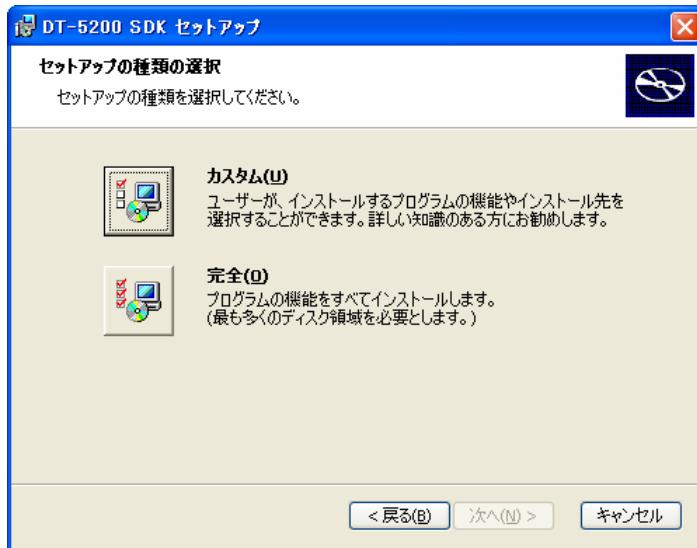 DT-5200 SDK セットアップ
セットアップの種類の選択
セットアップの種類を選択してください。
カスタム(U)
ユーザーが、インストールするプログラムの機能やインストール先を
選択することができます。詳しい知識のある方にお勧めします。
完全(O)
プログラムの機能をすべてインストールします。
(最も多くのディスク領域を必要とします。)
< 戻る(B) 次へ(N) > キャンセル